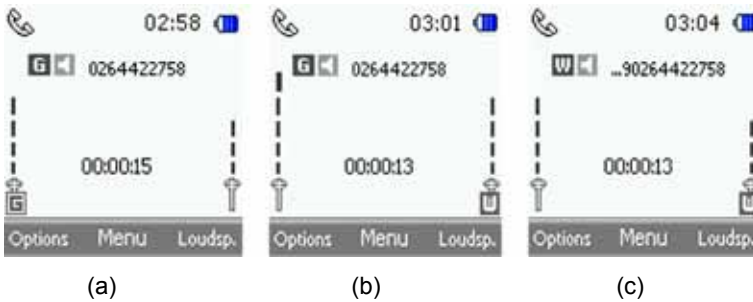 02:58
G 0264422758
00:00:15
G
Options Menu Loudsp.
(a)
03:01
G 0264422758
00:00:13
Options Menu Loudsp.
(b)
03:04
W …90264422758
00:00:13
Options Menu Loudsp.
(c)